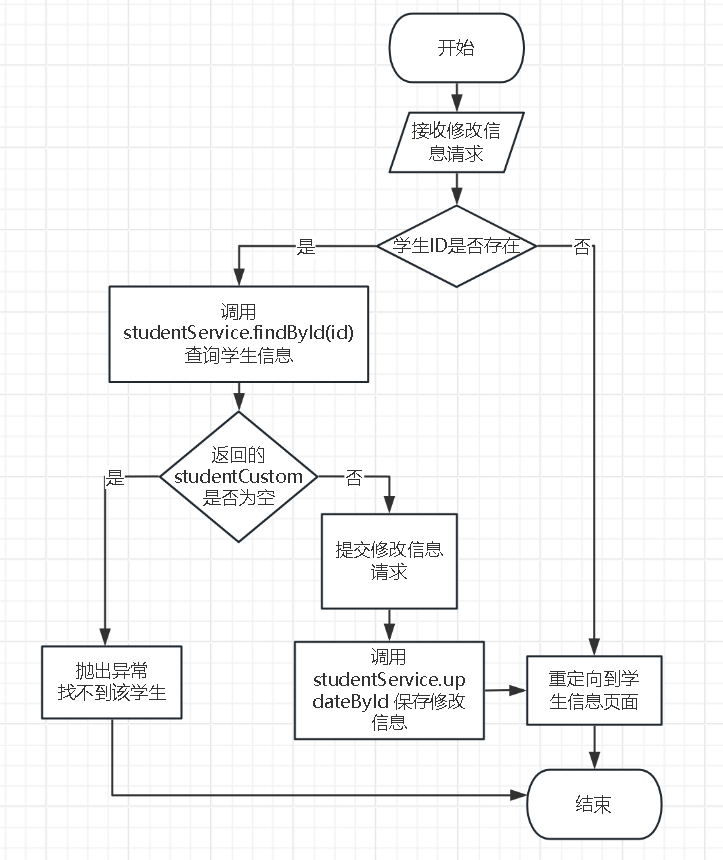 开始
接收修改信
息请求
学生ID是否存在
是
否
调用
studentService.findById(id)
查询学生信息
返回的
studentCustom
是否为空
是
否
提交修改信息
请求
抛出异常
找不到该学生
调用
studentService.up
dateById 保存修改
信息
重定向到学
生信息页面
结束